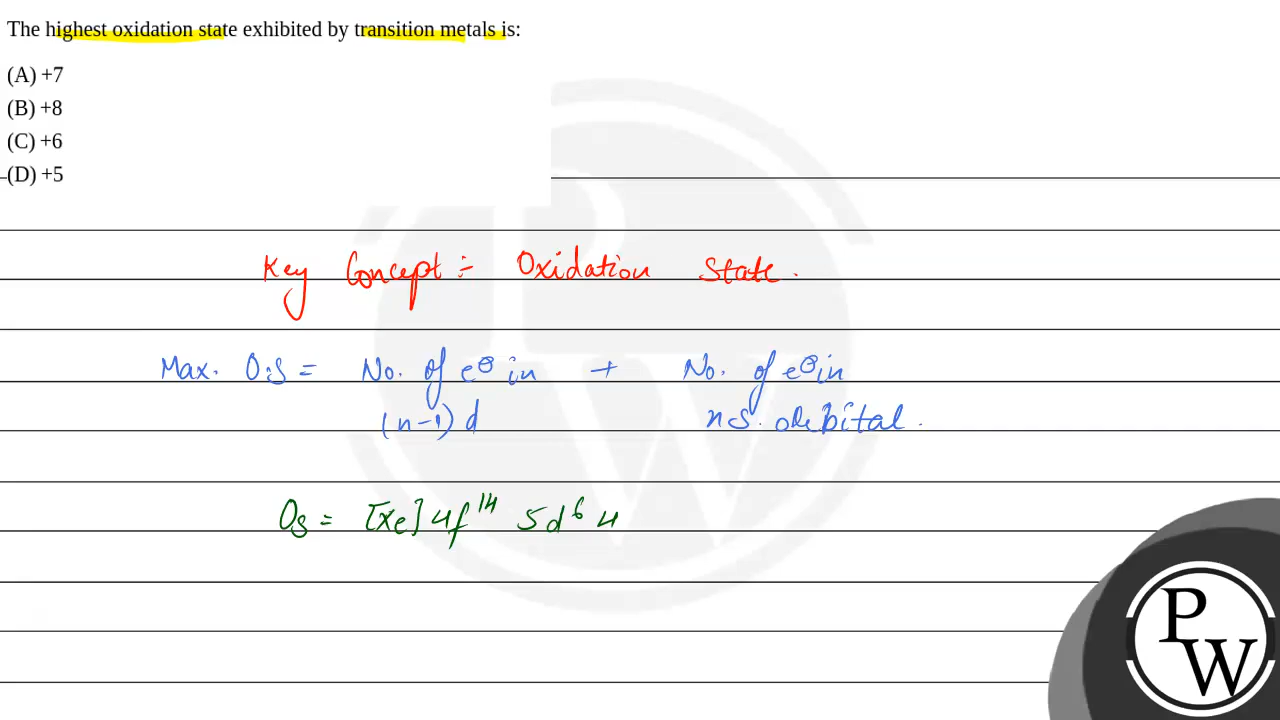 The highest oxidation state exhibited by transition metals is:
(A) +7
(B) +8
(C) +6
(D) +5
Key Concept :- Oxidation State.
Max. O.S = No. of e⊖ in + No. of e⊖ in
(n-1) d ns. orbital.
Os = [Xe] 4f¹⁴ 5d⁶ 4
PW